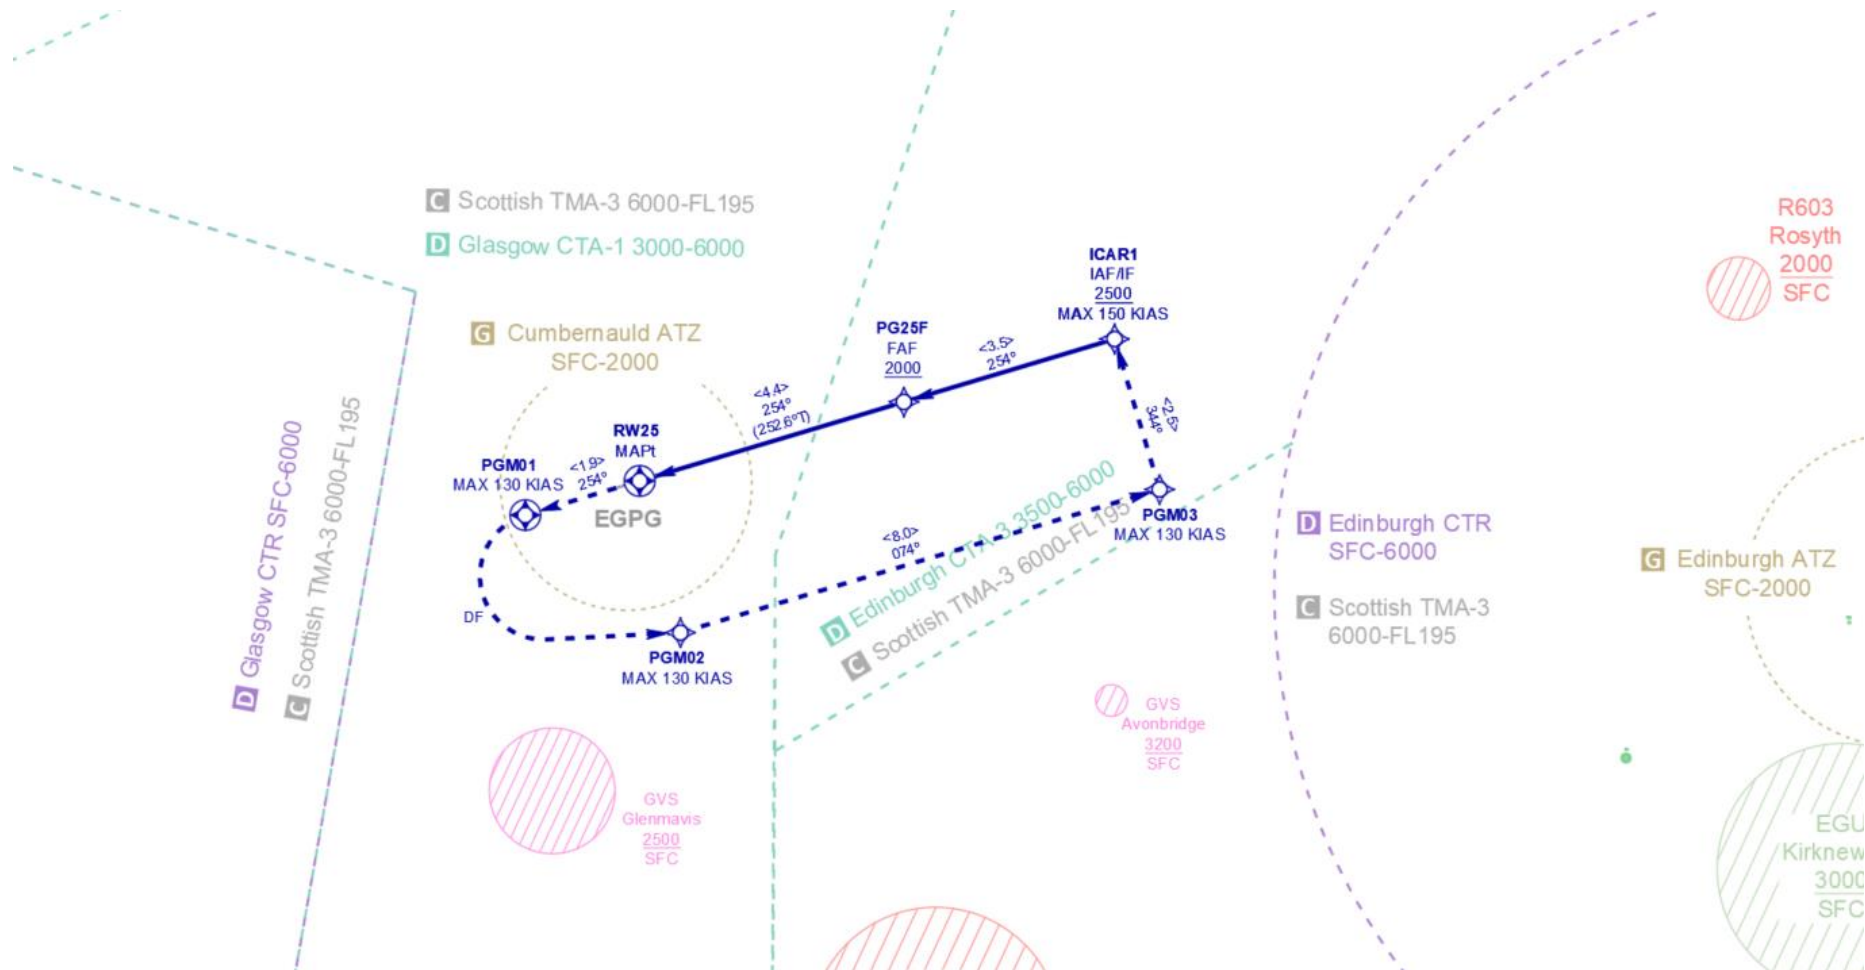 C Scottish TMA-3 6000-FL195
D Glasgow CTA-1 3000-6000
G Cumbernauld ATZ
SFC-2000
ICAR1
IAF/IF
2500
MAX 150 KIAS
R603
Rosyth
2000
SFC
PG25F
FAF
2000
<3.5>
254°
<4.4>
254°
(252.6°T)
<2.5>
344°
RW25
MAPt
PGM01
MAX 130 KIAS
<1.9>
254°
EGPG
D Glasgow CTR SFC-6000
C Scottish TMA-3 6000-FL195
PGM03
MAX 130 KIAS
<8.0>
074°
D Edinburgh CTA-3 3500-6000
C Scottish TMA-3 6000-FL195
D Edinburgh CTR
SFC-6000
C Scottish TMA-3
6000-FL195
G Edinburgh ATZ
SFC-2000
DF
PGM02
MAX 130 KIAS
GVS
Avonbridge
3200
SFC
GVS
Glenmavis
2500
SFC
EGU
Kirknew
3000
SFC